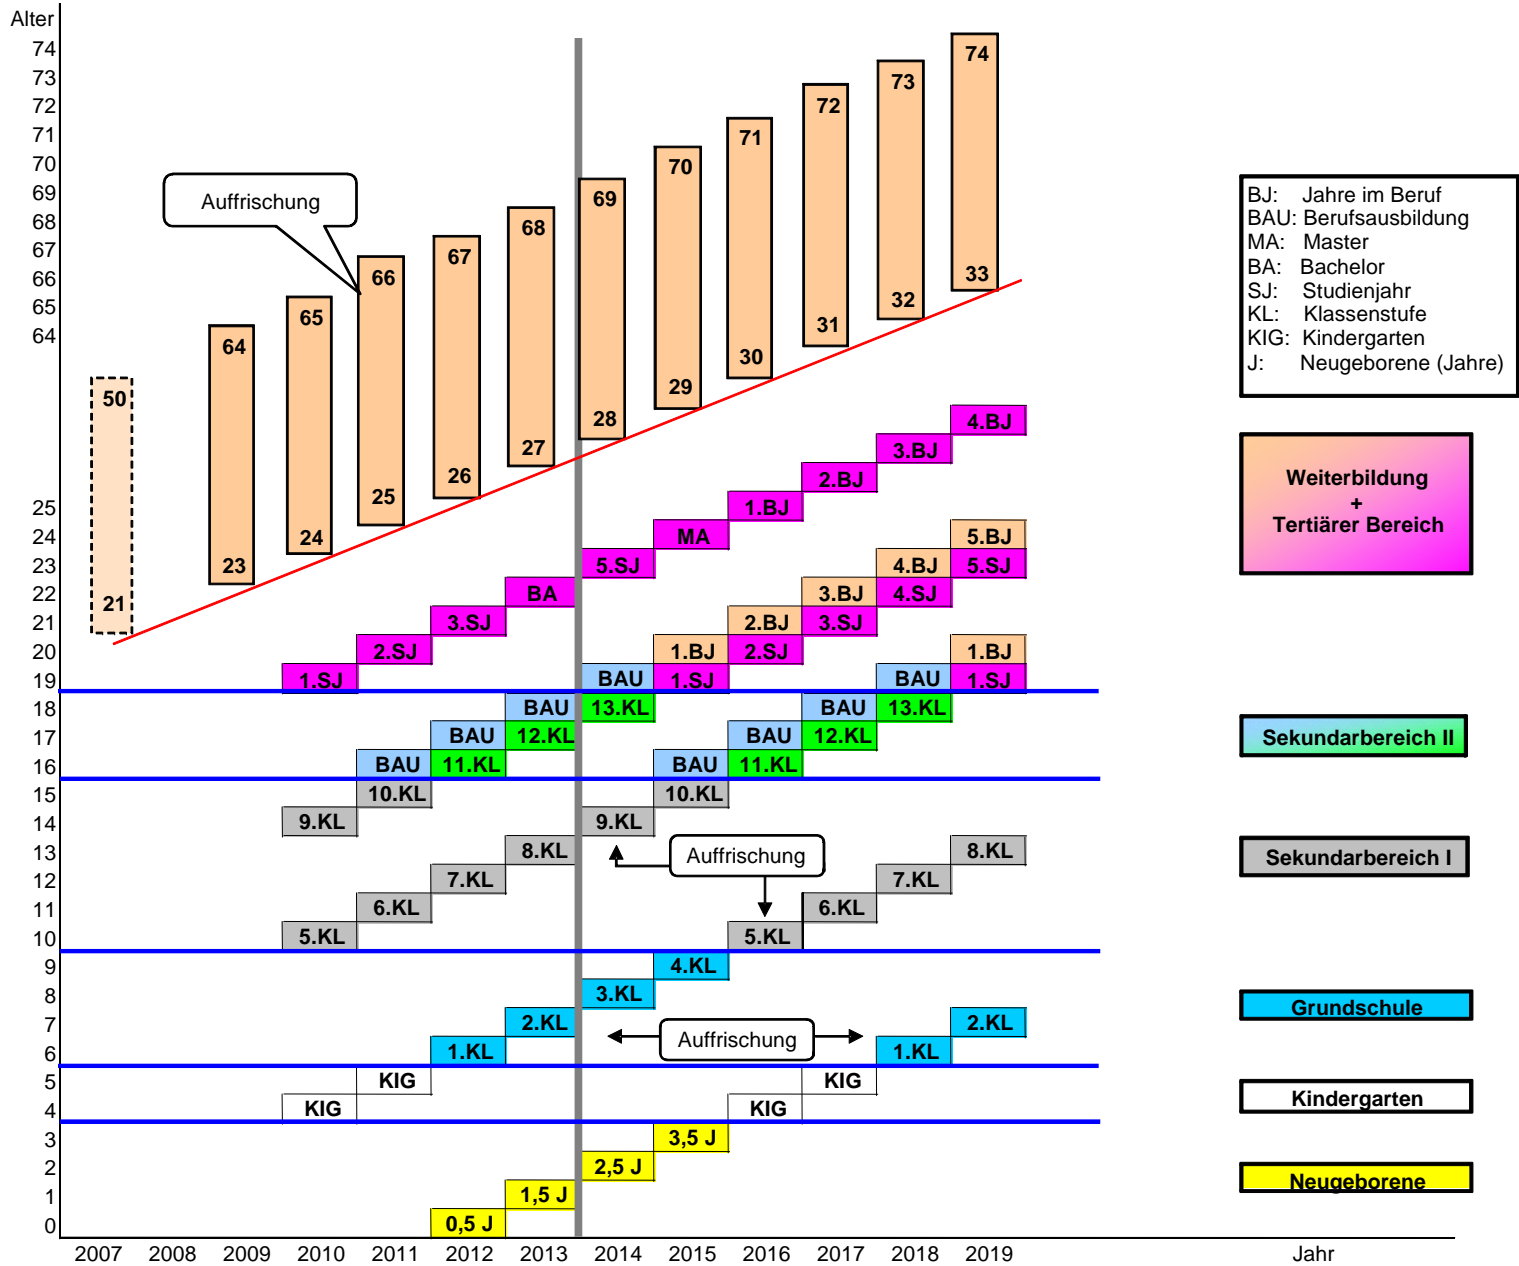 Alter
74
73
72
71
70
69
68
67
66
65
64
25
24
23
22
21
20
19
18
17
16
15
14
13
12
11
10
9
8
7
6
5
4
3
2
1
0
50
21
64
23
65
24
66
25
67
26
68
27
69
28
70
29
71
30
72
31
73
32
74
33
Auffrischung
4.BJ
3.BJ
2.BJ
1.BJ
MA 5.BJ
5.SJ 4.BJ 5.SJ
BA 3.BJ 4.SJ
3.SJ 2.BJ 3.SJ
2.SJ 1.BJ 2.SJ 1.BJ
1.SJ BAU 1.SJ BAU 1.SJ
BAU 13.KL BAU 13.KL
BAU 12.KL BAU 12.KL
BAU 11.KL BAU 11.KL
10.KL 10.KL
9.KL 9.KL
8.KL Auffrischung 8.KL
7.KL 7.KL
6.KL 6.KL
5.KL 5.KL
4.KL
3.KL
2.KL Auffrischung 2.KL
1.KL 1.KL
KIG KIG
KIG KIG
3,5 J
2,5 J
1,5 J
0,5 J
2007 2008 2009 2010 2011 2012 2013 2014 2015 2016 2017 2018 2019 Jahr
BJ: Jahre im Beruf
BAU: Berufsausbildung
MA: Master
BA: Bachelor
SJ: Studienjahr
KL: Klassenstufe
KIG: Kindergarten
J: Neugeborene (Jahre)
Weiterbildung
+
Tertiärer Bereich
Sekundarbereich II
Sekundarbereich I
Grundschule
Kindergarten
Neugeborene